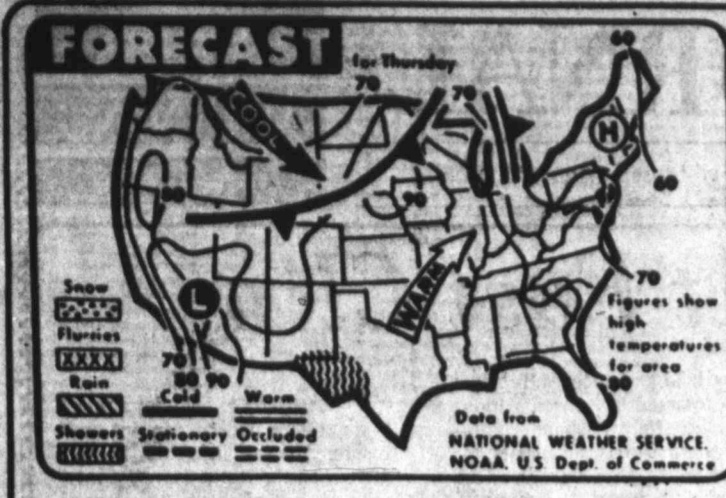 FORECAST
for Thursday
60
70
70
COOL
H
80
90
60
WARM
L
70
Figures show
high
temperatures
for area
80
Snow
Flurries
Rain
Showers
70
80 90
Cold
Warm
Stationary
Occluded
Data from
NATIONAL WEATHER SERVICE.
NOAA, U.S. Dept. of Commerce